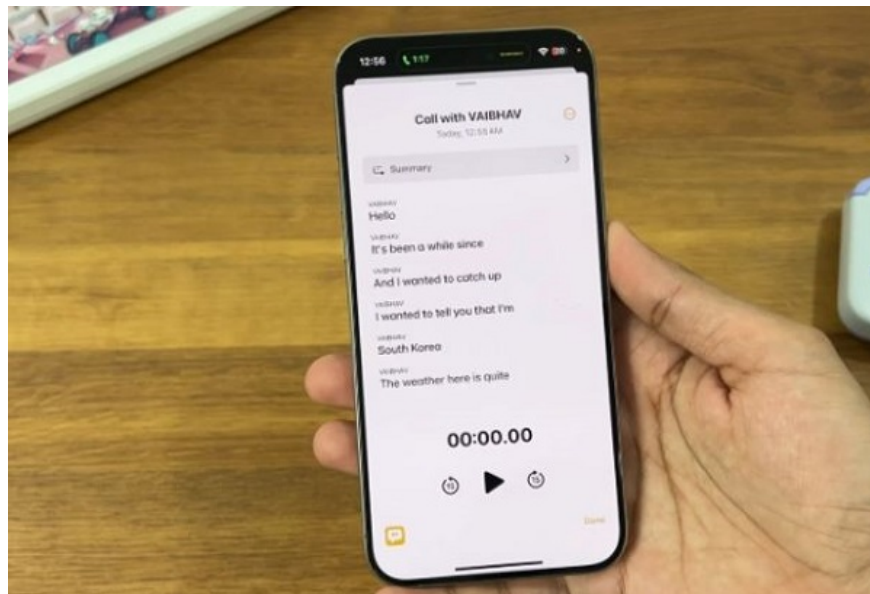 12:56 1:17
Call with VAIBHAV
Today, 12:55 AM
Summary
VAIBHAV
Hello
VAIBHAV
It's been a while since
VAIBHAV
And I wanted to catch up
VAIBHAV
I wanted to tell you that I'm
VAIBHAV
South Korea
VAIBHAV
The weather here is quite
00:00.00
15 15
Done